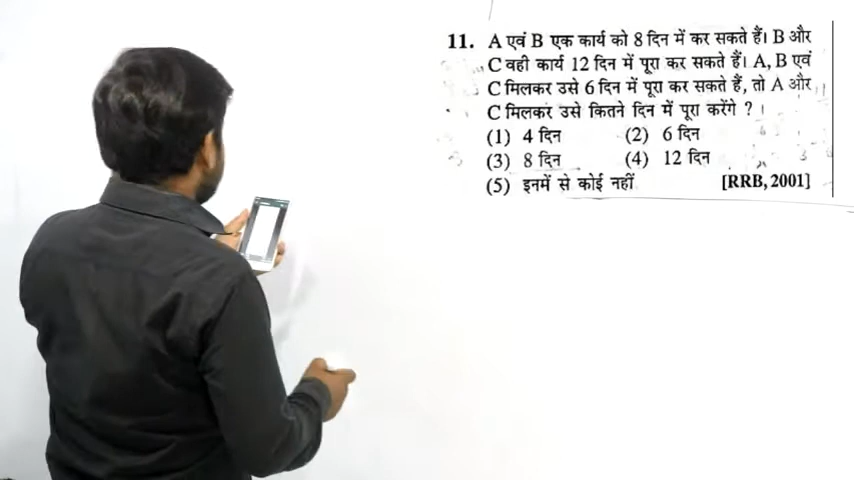 11. A एवं B एक कार्य को 8 दिन में कर सकते हैं। B और
C वही कार्य 12 दिन में पूरा कर सकते हैं। A, B एवं
C मिलकर उसे 6 दिन में पूरा कर सकते हैं, तो A और
C मिलकर उसे कितने दिन में पूरा करेंगे ?
(1) 4 दिन (2) 6 दिन
(3) 8 दिन (4) 12 दिन
(5) इनमें से कोई नहीं [RRB, 2001]